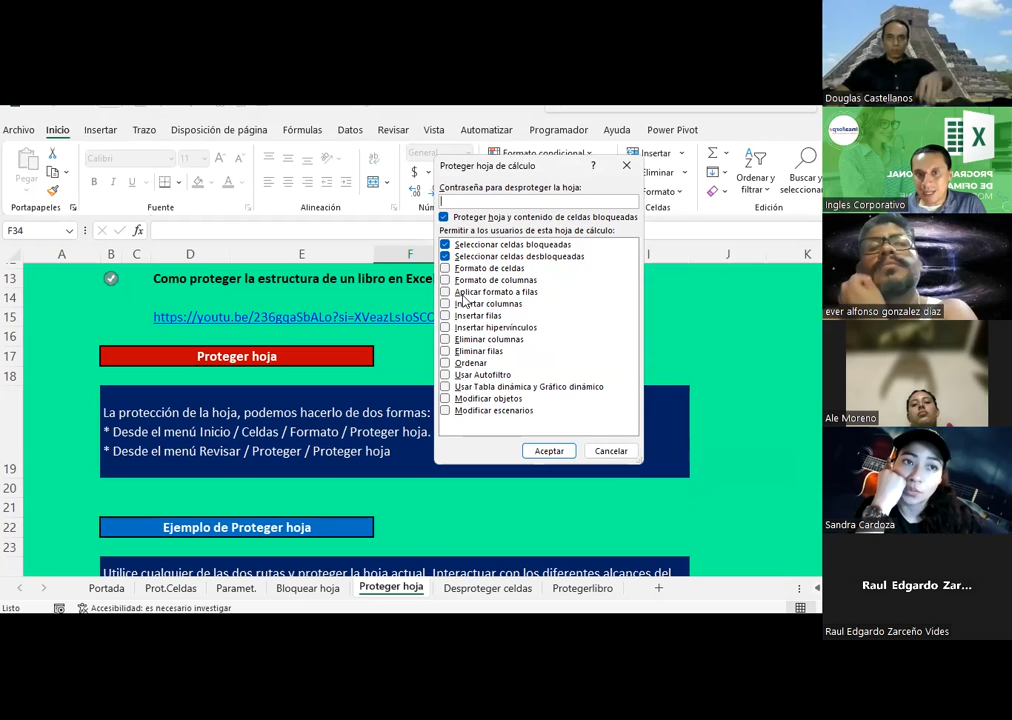 Archivo Inicio Insertar Trazo Disposición de página Fórmulas Datos Revisar Vista Automatizar Programador Ayuda Power Pivot
Pegar
Portapapeles
Calibri 11
N K S
Fuente
Alineación
General
$
Formato condicional
Insertar
Eliminar
Formato
Ordenar y filtrar
Buscar y
Edición
F34
fx
A B C D E F I J K
13 Como proteger la estructura de un libro en Exce
14
15 https://youtu.be/236gqaSbALo?si=XVeazLsIoSCC
16
17 Proteger hoja
18
La protección de la hoja, podemos hacerlo de dos formas:
* Desde el menú Inicio / Celdas / Formato / Proteger hoja.
* Desde el menú Revisar / Proteger / Proteger hoja
19
20
21
22 Ejemplo de Proteger hoja
23
Utilice cualquier de las dos rutas y proteger la hoja actual. Interactuar con los diferentes alcances del
Proteger hoja de cálculo ?
Contraseña para desproteger la hoja:
Proteger hoja y contenido de celdas bloqueadas
Permitir a los usuarios de esta hoja de cálculo:
Seleccionar celdas bloqueadas
Seleccionar celdas desbloqueadas
Formato de celdas
Formato de columnas
Aplicar formato a filas
Insertar columnas
Insertar filas
Insertar hipervínculos
Eliminar columnas
Eliminar filas
Ordenar
Usar Autofiltro
Usar Tabla dinámica y Gráfico dinámico
Modificar objetos
Modificar escenarios
Aceptar Cancelar
Portada Prot.Celdas Paramet. Bloquear hoja Proteger hoja Desproteger celdas Protegerlibro
Listo Accesibilidad: es necesario investigar
Douglas Castellanos
Ingles Corporativo
ever alfonso gonzalez diaz
Ale Moreno
Sandra Cardoza
Raul Edgardo Zar...
Raul Edgardo Zarceño Vides